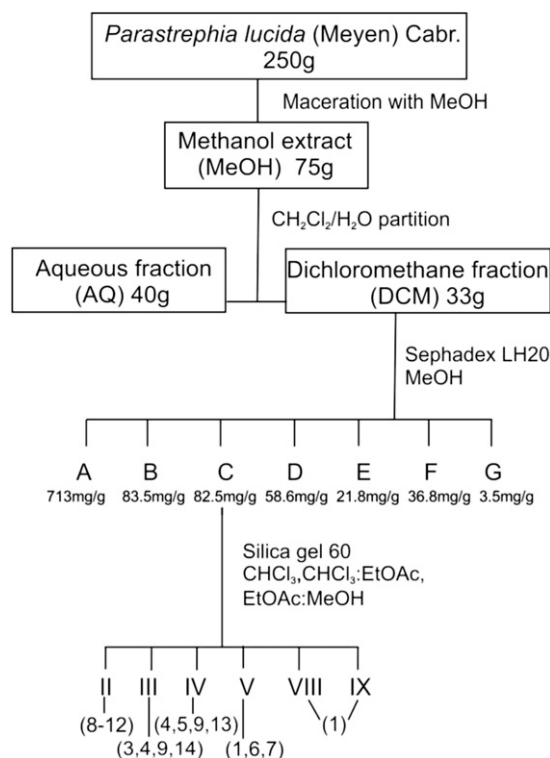 Parastrephia lucida (Meyen) Cabr.
250g
Maceration with MeOH
Methanol extract
(MeOH) 75g
CH₂Cl₂/H₂O partition
Aqueous fraction
(AQ) 40g
Dichloromethane fraction
(DCM) 33g
Sephadex LH20
MeOH
A B C D E F G
713mg/g 83.5mg/g 82.5mg/g 58.6mg/g 21.8mg/g 36.8mg/g 3.5mg/g
Silica gel 60
CHCl₃,CHCl₃:EtOAc,
EtOAc:MeOH
II III IV V VIII IX
(8-12) (4,5,9,13) (1)
(3,4,9,14) (1,6,7)